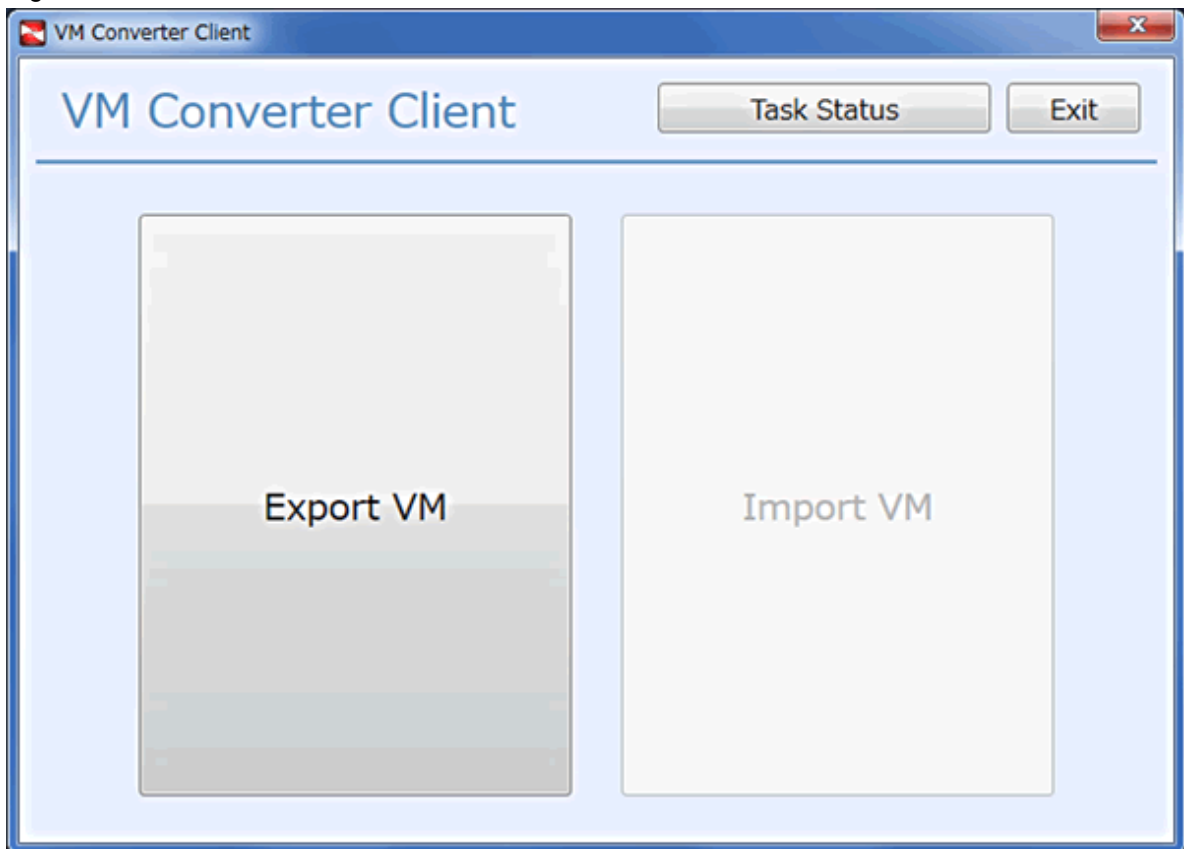 VM Converter Client
VM Converter Client
Task Status
Exit
Export VM
Import VM